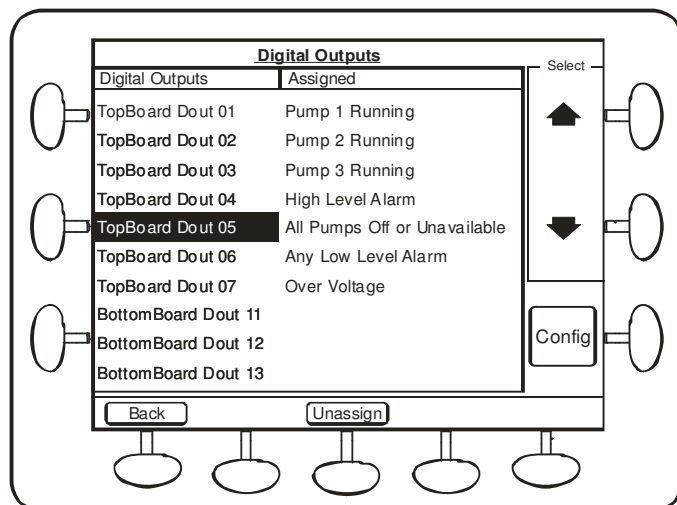 Digital Outputs
Select
Digital Outputs Assigned
TopBoard Dout 01 Pump 1 Running
TopBoard Dout 02 Pump 2 Running
TopBoard Dout 03 Pump 3 Running
TopBoard Dout 04 High Level Alarm
TopBoard Dout 05 All Pumps Off or Unavailable
TopBoard Dout 06 Any Low Level Alarm
TopBoard Dout 07 Over Voltage
BottomBoard Dout 11
BottomBoard Dout 12
BottomBoard Dout 13
Config
Back Unassign